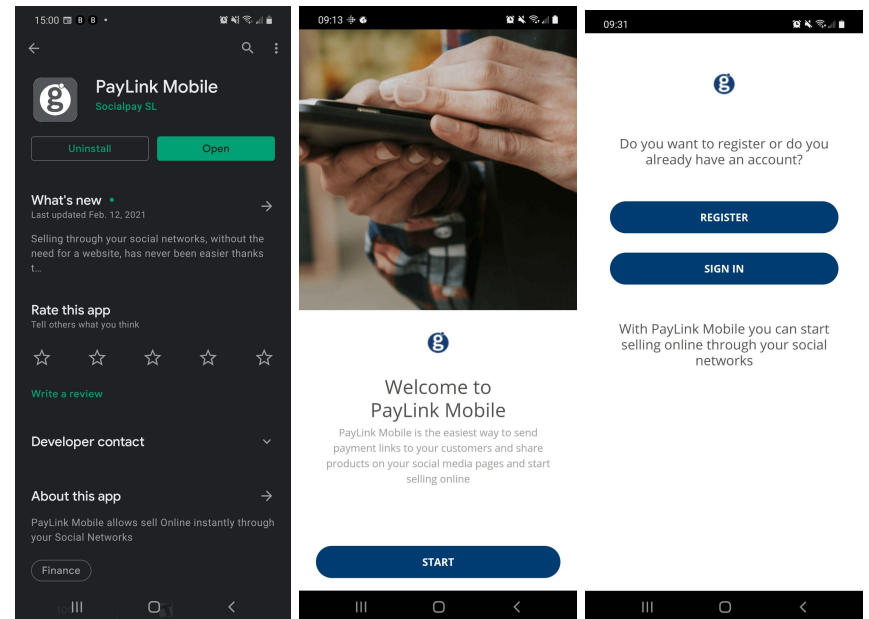 15:00 B B •
PayLink Mobile
Socialpay SL
Uninstall
Open
What's new •
Last updated Feb. 12, 2021
Selling through your social networks, without the
need for a website, has never been easier thanks
t...
Rate this app
Tell others what you think
Write a review
Developer contact
About this app
PayLink Mobile allows sell Online instantly through
your Social Networks
Finance
09:13
g
Welcome to
PayLink Mobile
PayLink Mobile is the easiest way to send
payment links to your customers and share
products on your social media pages and start
selling online
START
09:31
g
Do you want to register or do you
already have an account?
REGISTER
SIGN IN
With PayLink Mobile you can start
selling online through your social
networks